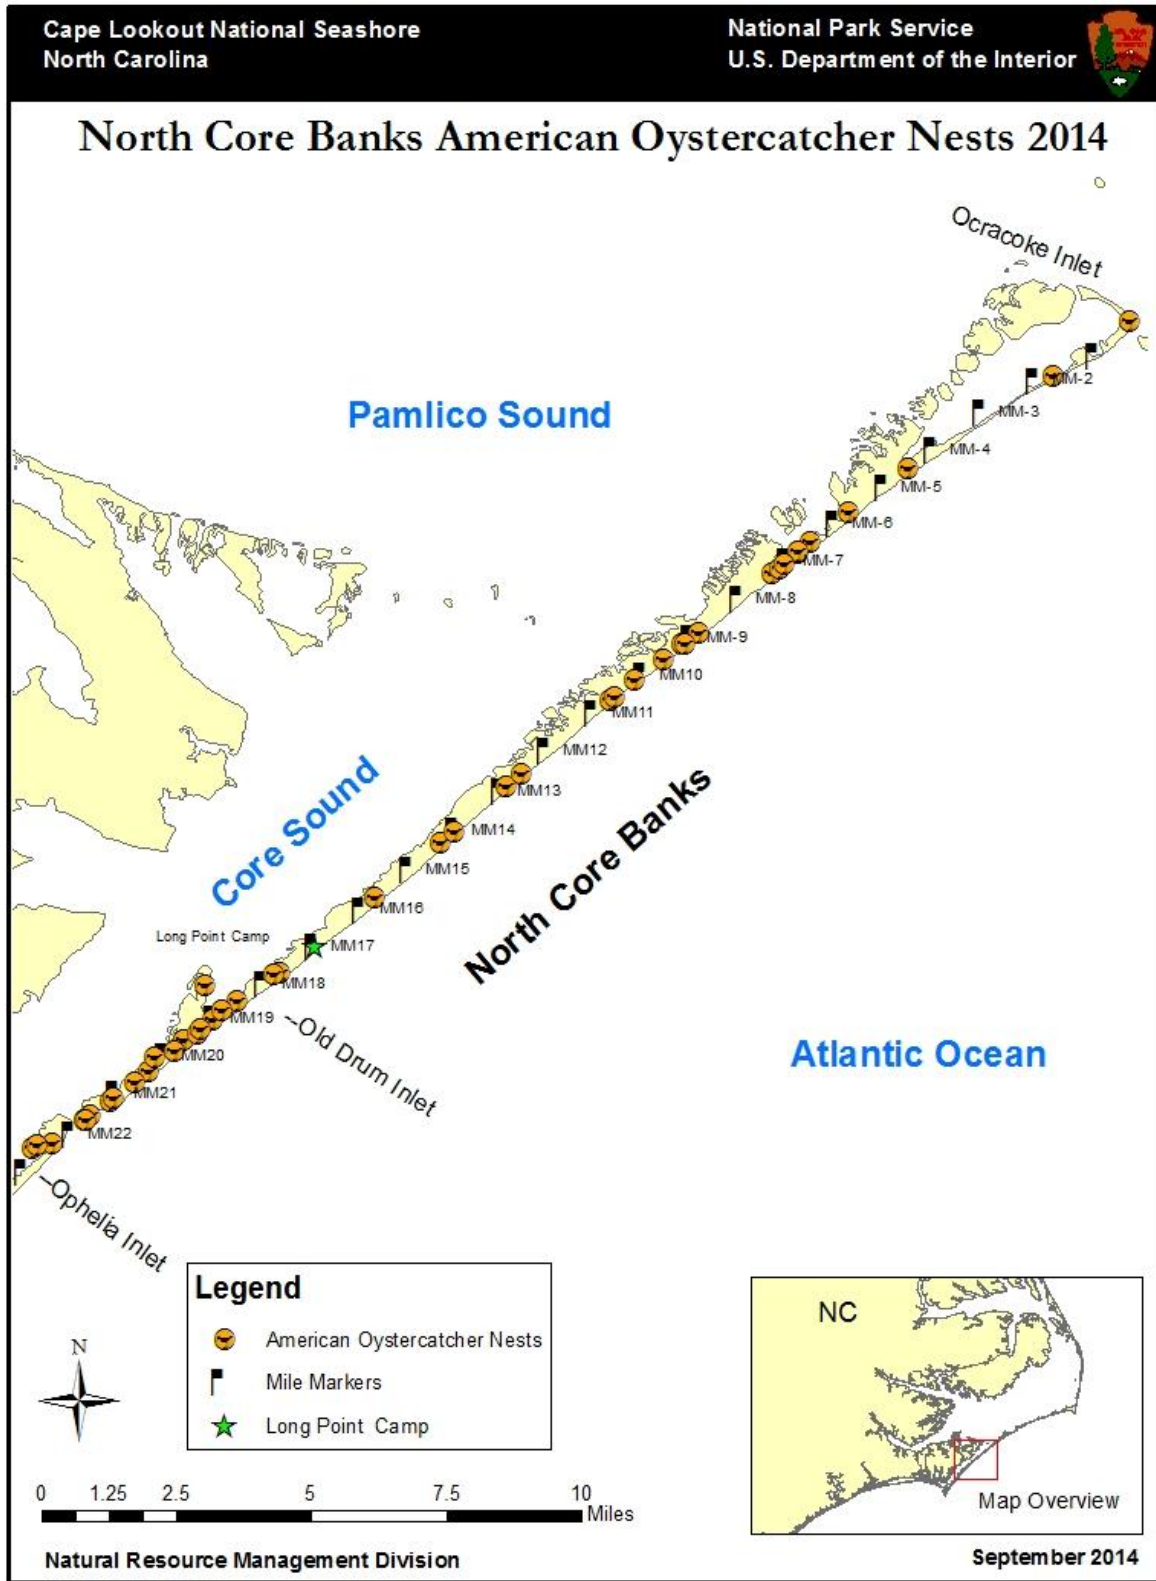 Cape Lookout National Seashore
North Carolina
National Park Service
U.S. Department of the Interior
North Core Banks American Oystercatcher Nests 2014
Ocracoke Inlet
MM-2
MM-3
Pamlico Sound
MM-4
MM-5
MM-6
MM-7
MM-8
MM-9
MM10
MM11
MM12
MM13
Core Sound
North Core Banks
MM14
MM15
MM16
Long Point Camp
MM17
MM18
MM19
~Old Drum Inlet
MM20
Atlantic Ocean
MM21
MM22
~Ophelia Inlet
Legend
American Oystercatcher Nests
Mile Markers
Long Point Camp
N
NC
Map Overview
0 1.25 2.5 5 7.5 10
Miles
Natural Resource Management Division
September 2014